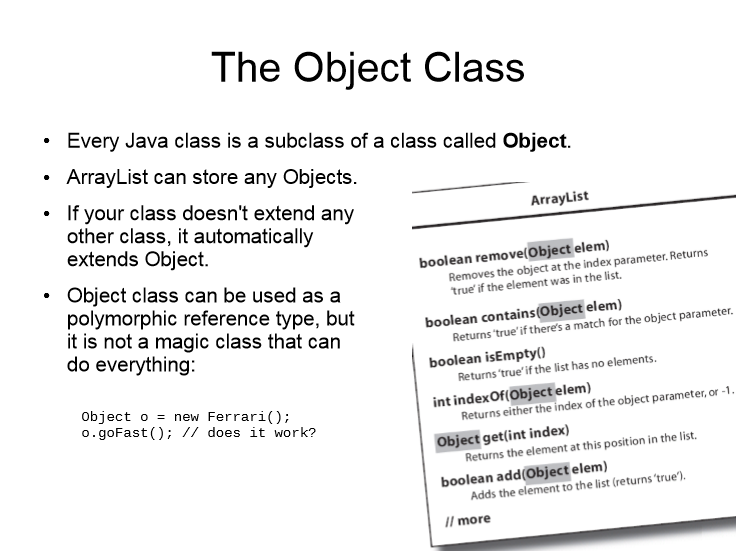 The Object Class
• Every Java class is a subclass of a class called Object.
• ArrayList can store any Objects.
• If your class doesn't extend any
other class, it automatically
extends Object.
• Object class can be used as a
polymorphic reference type, but
it is not a magic class that can
do everything:
Object o = new Ferrari();
o.goFast(); // does it work?
ArrayList
boolean remove(Object elem)
Removes the object at the index parameter. Returns
'true' if the element was in the list.
boolean contains(Object elem)
Returns 'true' if there's a match for the object parameter.
boolean isEmpty()
Returns 'true' if the list has no elements.
int indexOf(Object elem)
Returns either the index of the object parameter, or -1.
Object get(int index)
Returns the element at this position in the list.
boolean add(Object elem)
Adds the element to the list (returns 'true').
// more